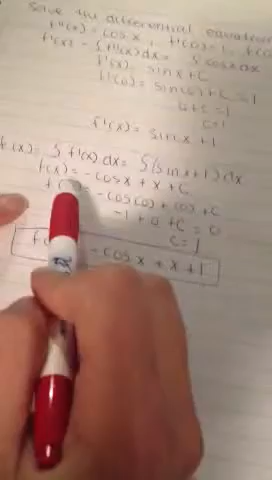 Solve the differential equation
f''(x) = cos x, f'(0) = 1, f(0)
f'(x) = ∫ f''(x) dx = ∫ cos x dx
f'(x) = sin x + C
f'(0) = sin(0) + C = 1
0 + C = 1
C = 1
f'(x) = sin x + 1
f(x) = ∫ f'(x) dx = ∫ (sin x + 1) dx
f(x) = -cos x + x + C
= -cos(0) + (0) + C
-1 + 0 + C = 0
C = 1
-cos x + x + 1